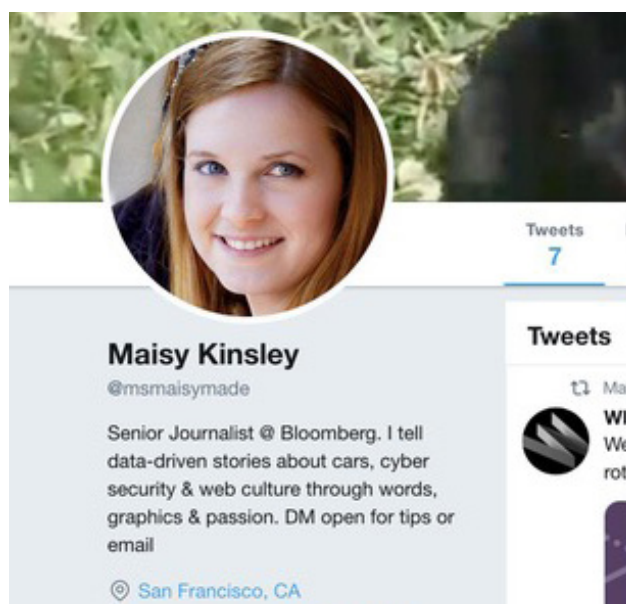 Tweets
7
Maisy Kinsley
@msmaisymade
Senior Journalist @ Bloomberg. I tell
data-driven stories about cars, cyber
security & web culture through words,
graphics & passion. DM open for tips or
email
San Francisco, CA
Tweets